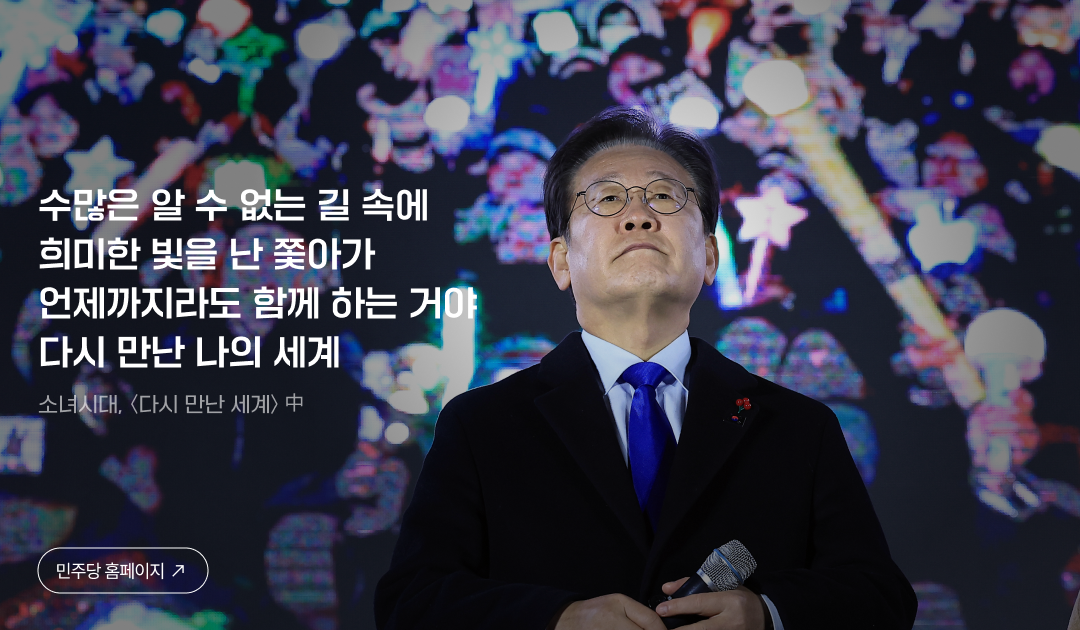 수많은 알 수 없는 길 속에
희미한 빛을 난 쫓아가
언제까지라도 함께 하는 거야
다시 만난 나의 세계
소녀시대, 〈다시 만난 세계〉 中
민주당 홈페이지 ↗